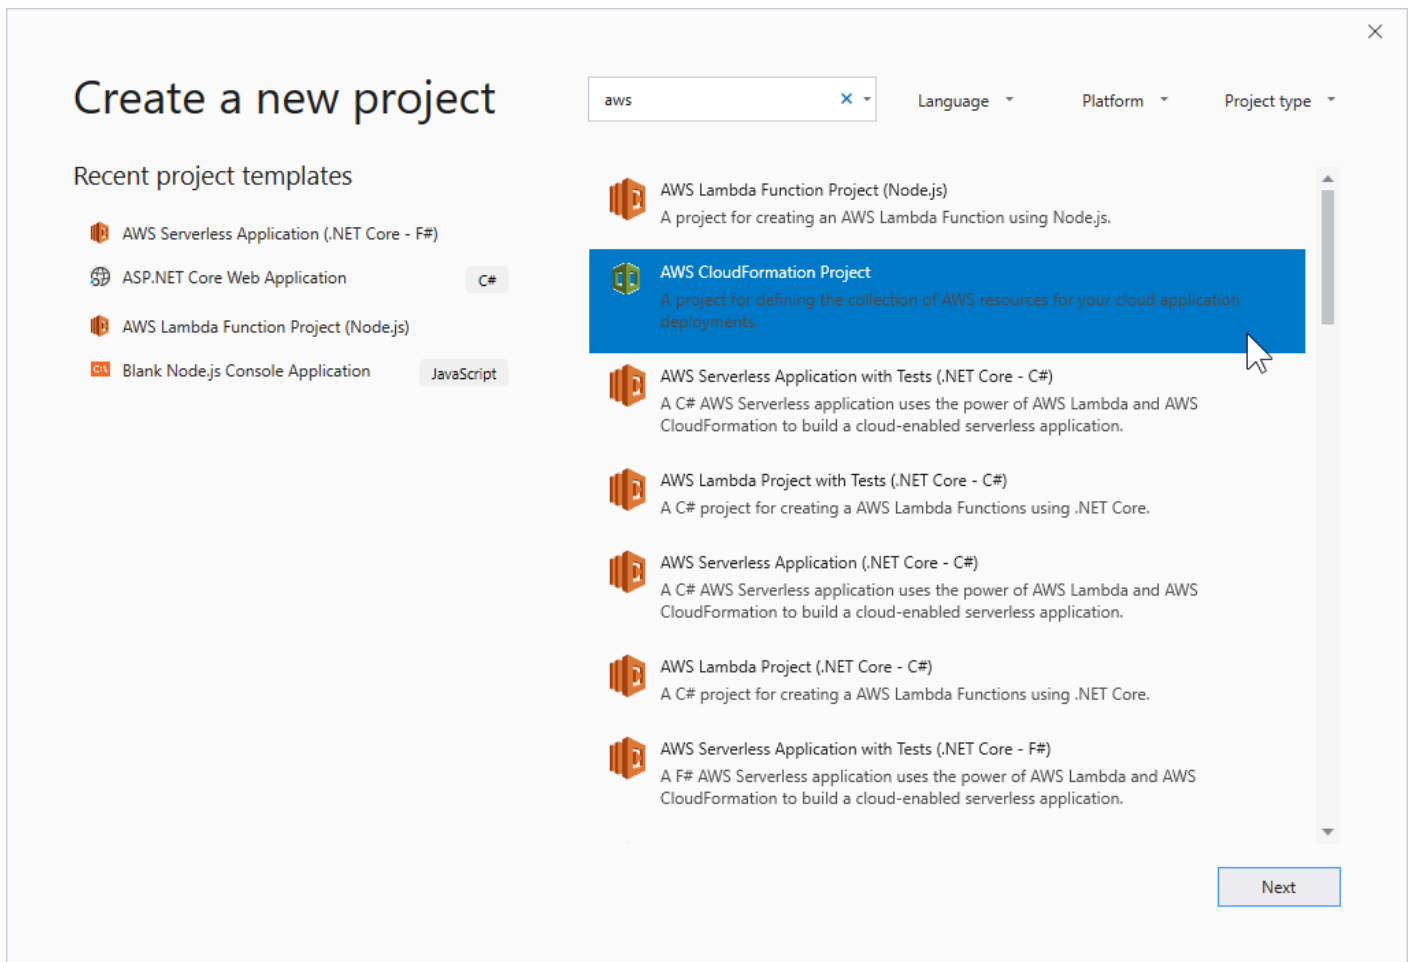 Create a new project
aws
Language
Platform
Project type
Recent project templates
AWS Serverless Application (.NET Core - F#)
ASP.NET Core Web Application
C#
AWS Lambda Function Project (Node.js)
Blank Node.js Console Application
JavaScript
AWS Lambda Function Project (Node.js)
A project for creating an AWS Lambda Function using Node.js.
AWS CloudFormation Project
A project for defining the collection of AWS resources for your cloud application
deployments.
AWS Serverless Application with Tests (.NET Core - C#)
A C# AWS Serverless application uses the power of AWS Lambda and AWS
CloudFormation to build a cloud-enabled serverless application.
AWS Lambda Project with Tests (.NET Core - C#)
A C# project for creating a AWS Lambda Functions using .NET Core.
AWS Serverless Application (.NET Core - C#)
A C# AWS Serverless application uses the power of AWS Lambda and AWS
CloudFormation to build a cloud-enabled serverless application.
AWS Lambda Project (.NET Core - C#)
A C# project for creating a AWS Lambda Functions using .NET Core.
AWS Serverless Application with Tests (.NET Core - F#)
A F# AWS Serverless application uses the power of AWS Lambda and AWS
CloudFormation to build a cloud-enabled serverless application.
Next